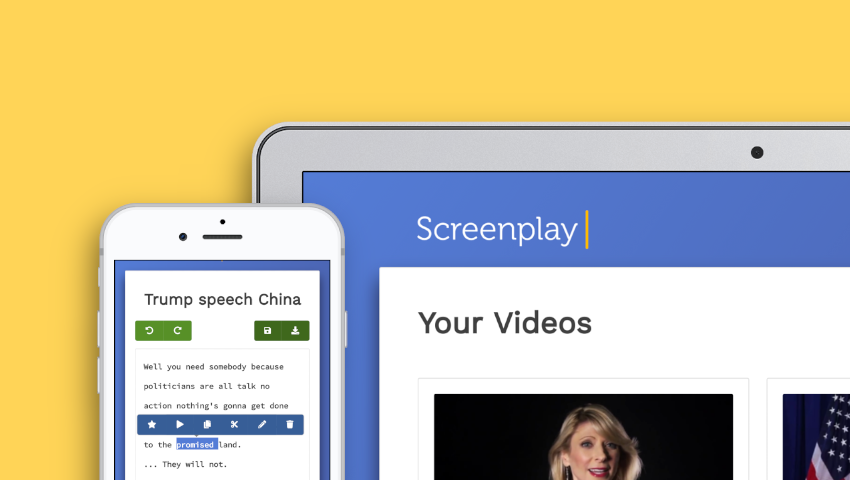 Screenplay
Your Videos
Trump speech China
Well you need somebody because
politicians are all talk no
action nothing's gonna get done
to the promised land.
... They will not.